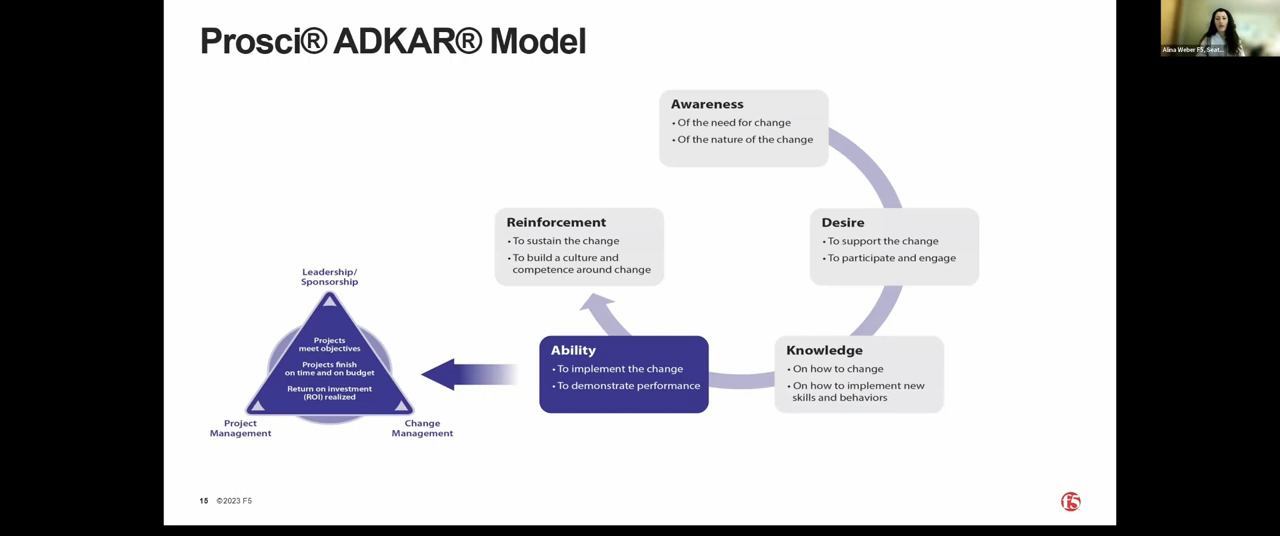 Prosci® ADKAR® Model
Alina Weber F5, Seat...
Awareness
• Of the need for change
• Of the nature of the change
Desire
• To support the change
• To participate and engage
Knowledge
• On how to change
• On how to implement new
skills and behaviors
Ability
• To implement the change
• To demonstrate performance
Reinforcement
• To sustain the change
• To build a culture and
competence around change
Leadership/
Sponsorship
Projects
meet objectives
Projects finish
on time and on budget
Return on investment
(ROI) realized
Project
Management
Change
Management
15 ©2023 F5
f5